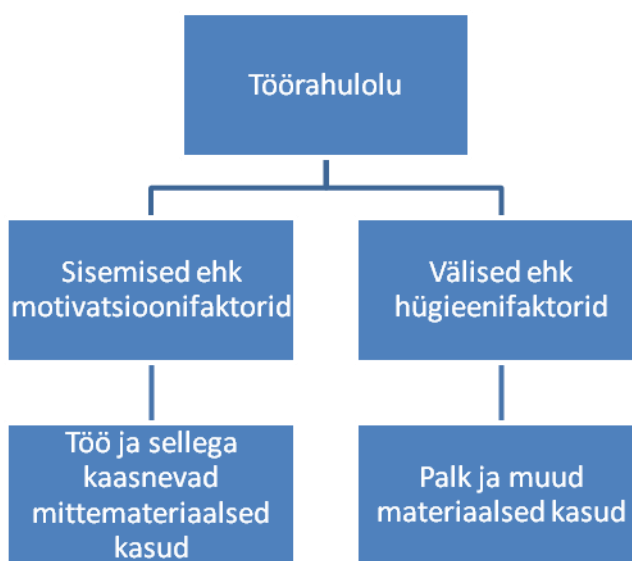 Töörahulolu
Sisemised ehk
motivatsioonifaktorid
Välised ehk
hügieenifaktorid
Töö ja sellega
kaasnevad
mittemateriaalsed
kasud
Palk ja muud
materiaalsed kasud